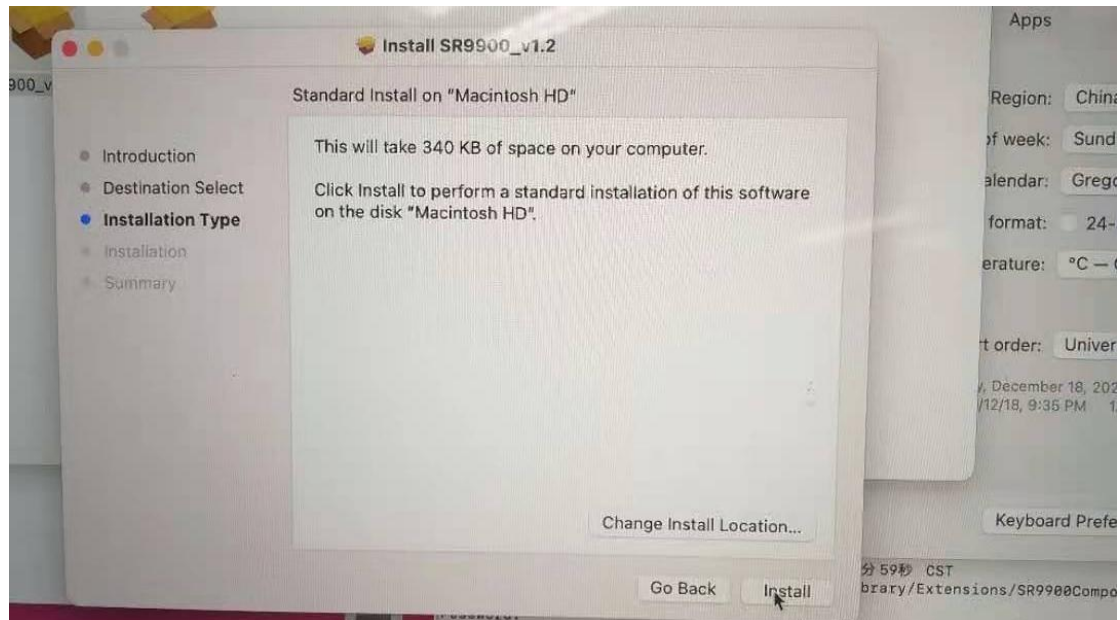 Install SR9900_v1.2
900_v
Standard Install on "Macintosh HD"
Introduction
Destination Select
Installation Type
Installation
Summary
This will take 340 KB of space on your computer.
Click Install to perform a standard installation of this software
on the disk "Macintosh HD".
Change Install Location...
Go Back
Install
Apps
Region: China
of week: Sund
alendar: Grego
format: 24-
erature: °C —
t order: Univer
, December 18, 202
/12/18, 9:35 PM
Keyboard Prefe
分 59秒 CST
brary/Extensions/SR9900Compo